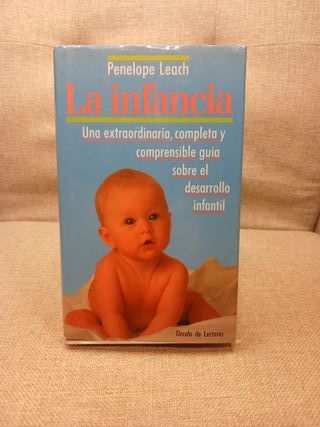 Penelope Leach
La infancia
Una extraordinaria, completa y
comprensible guía
sobre el
desarrollo
infantil
Círculo de Lectores